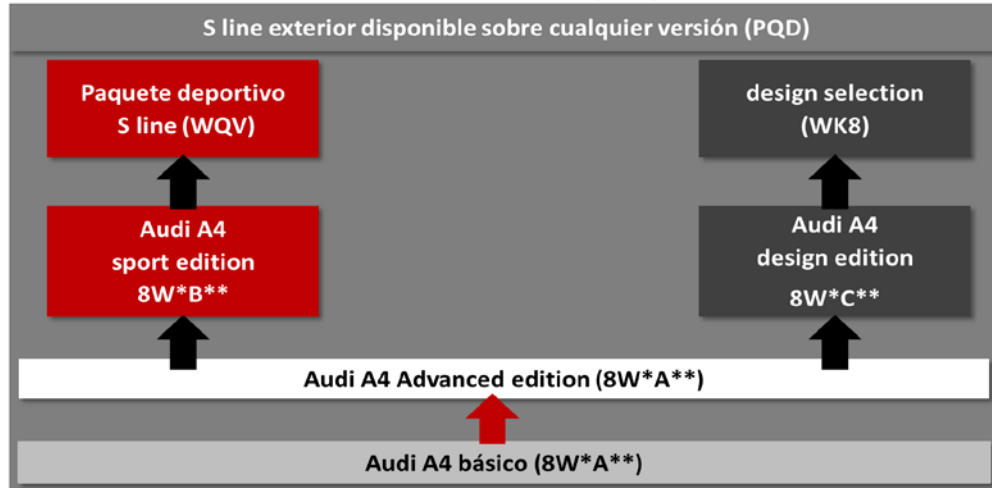 S line exterior disponible sobre cualquier versión (PQD)
Paquete deportivo
S line (WQV)
design selection
(WK8)
Audi A4
sport edition
8W*B**
Audi A4
design edition
8W*C**
Audi A4 Advanced edition (8W*A**)
Audi A4 básico (8W*A**)